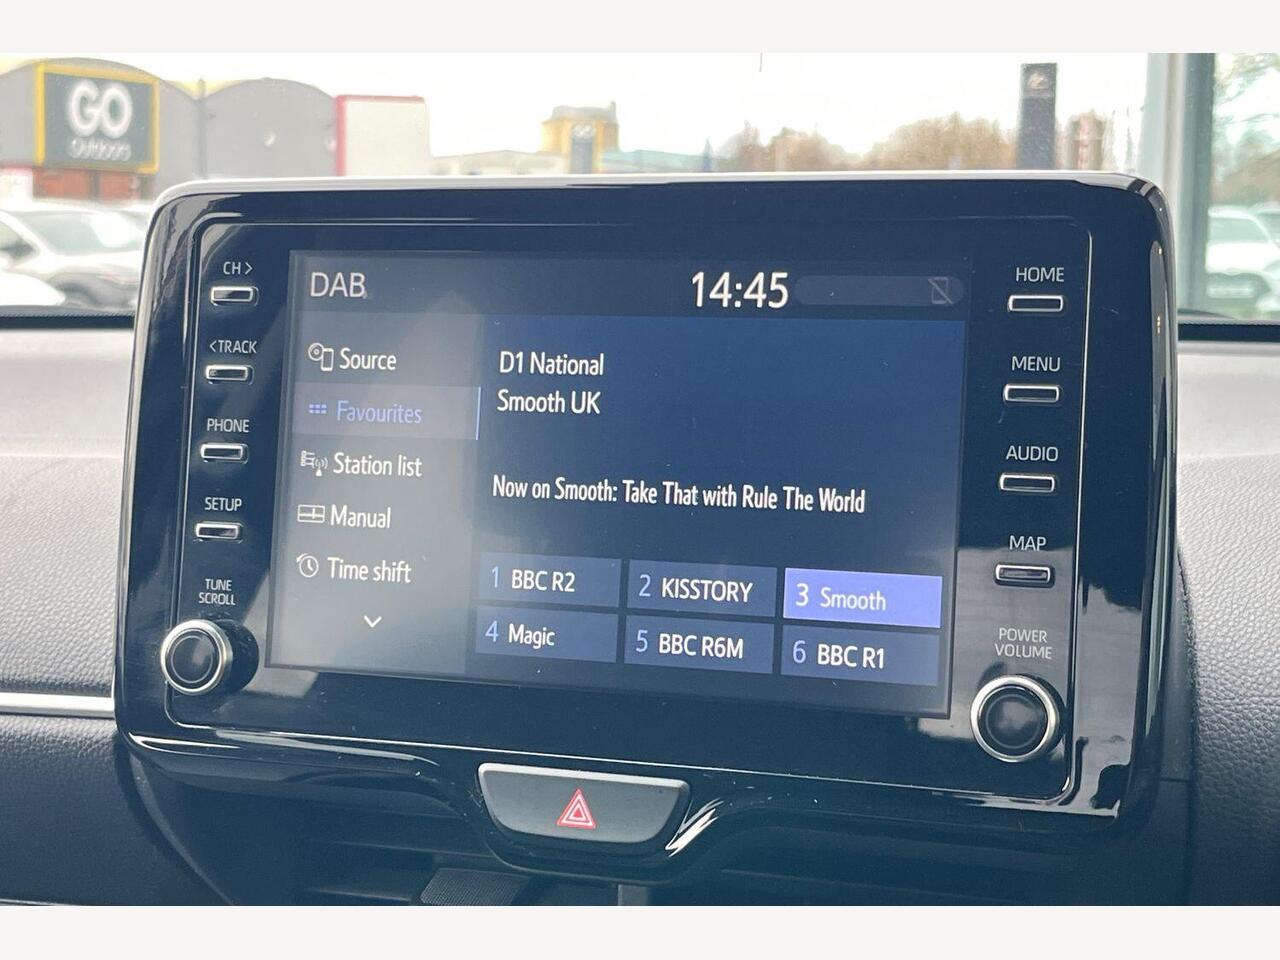 GO
Outdoors
CH >
< TRACK
PHONE
SETUP
TUNE
SCROLL
DAB
14:45
Source
Favourites
Station list
Manual
Time shift
D1 National
Smooth UK
Now on Smooth: Take That with Rule The World
1 BBC R2
2 KISSTORY
3 Smooth
4 Magic
5 BBC R6M
6 BBC R1
HOME
MENU
AUDIO
MAP
POWER
VOLUME